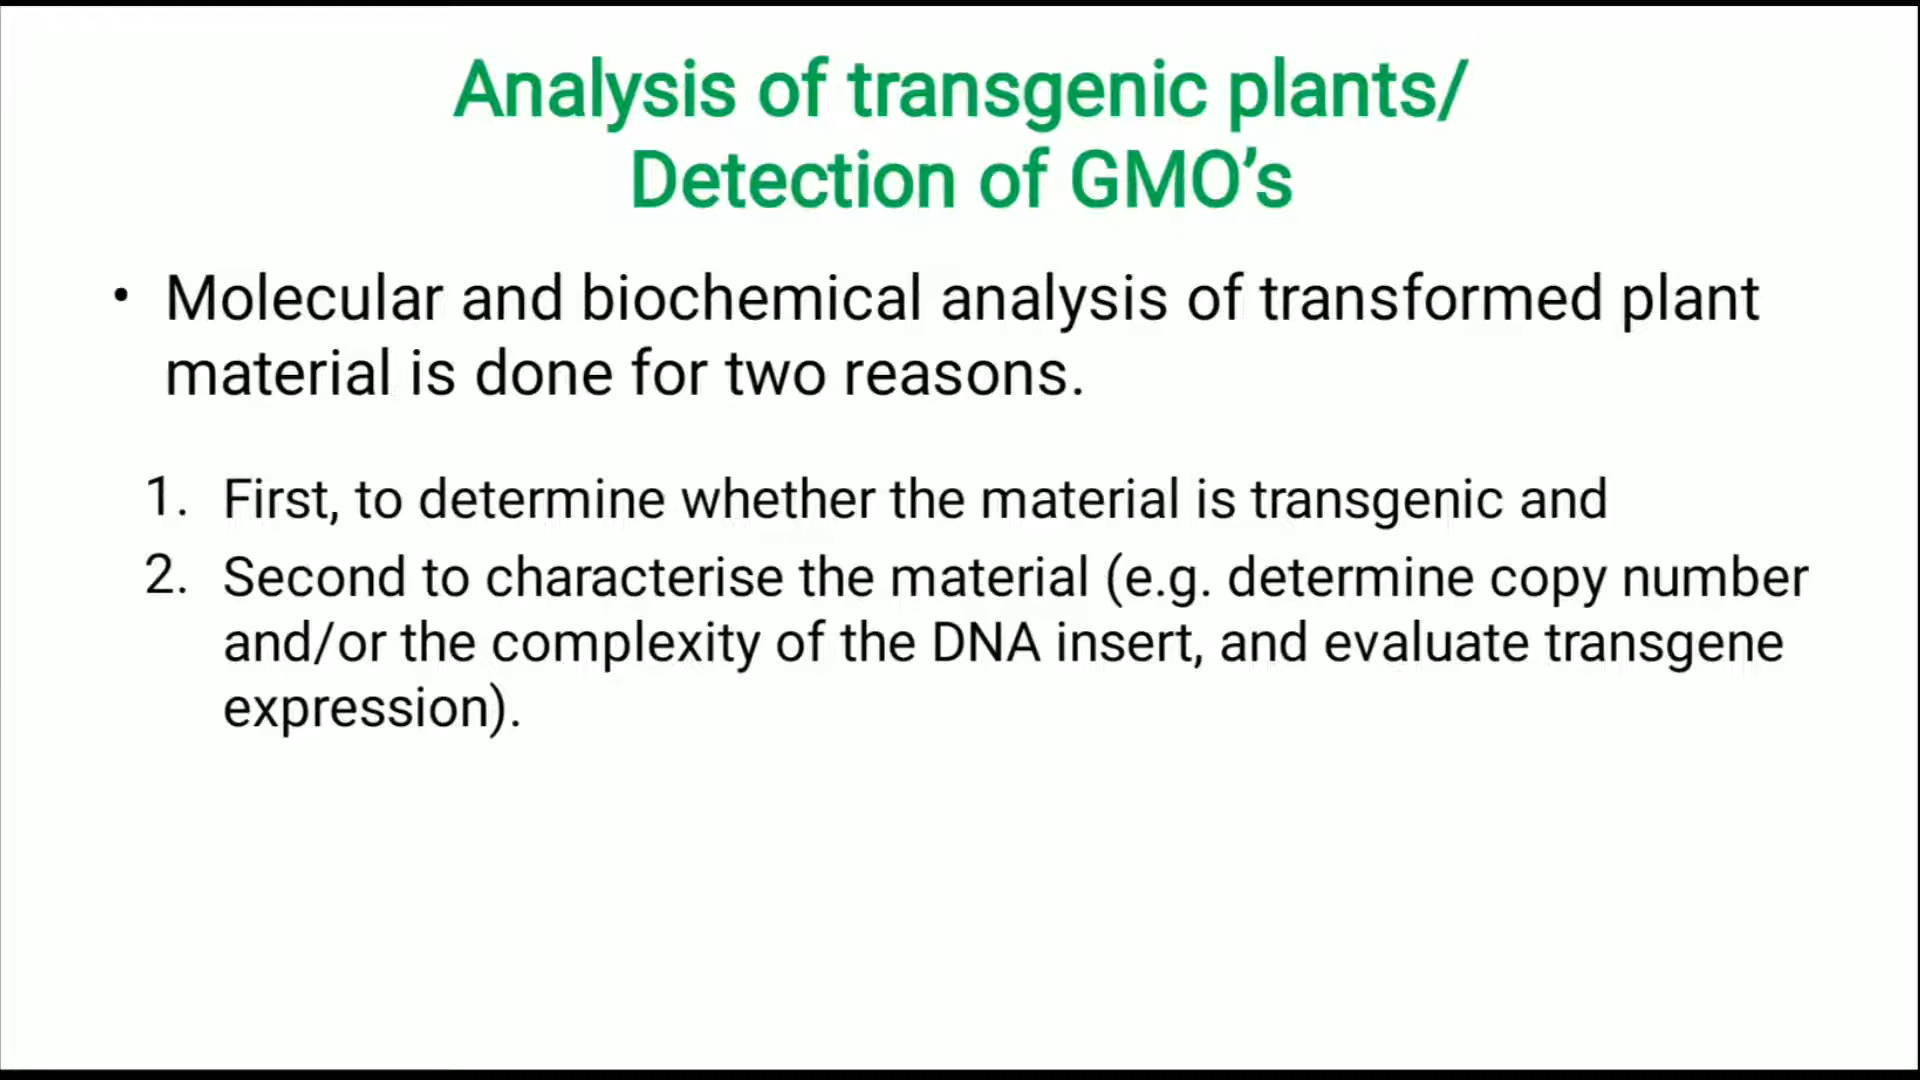 Analysis of transgenic plants/
Detection of GMO’s
• Molecular and biochemical analysis of transformed plant
material is done for two reasons.
1. First, to determine whether the material is transgenic and
2. Second to characterise the material (e.g. determine copy number
and/or the complexity of the DNA insert, and evaluate transgene
expression).